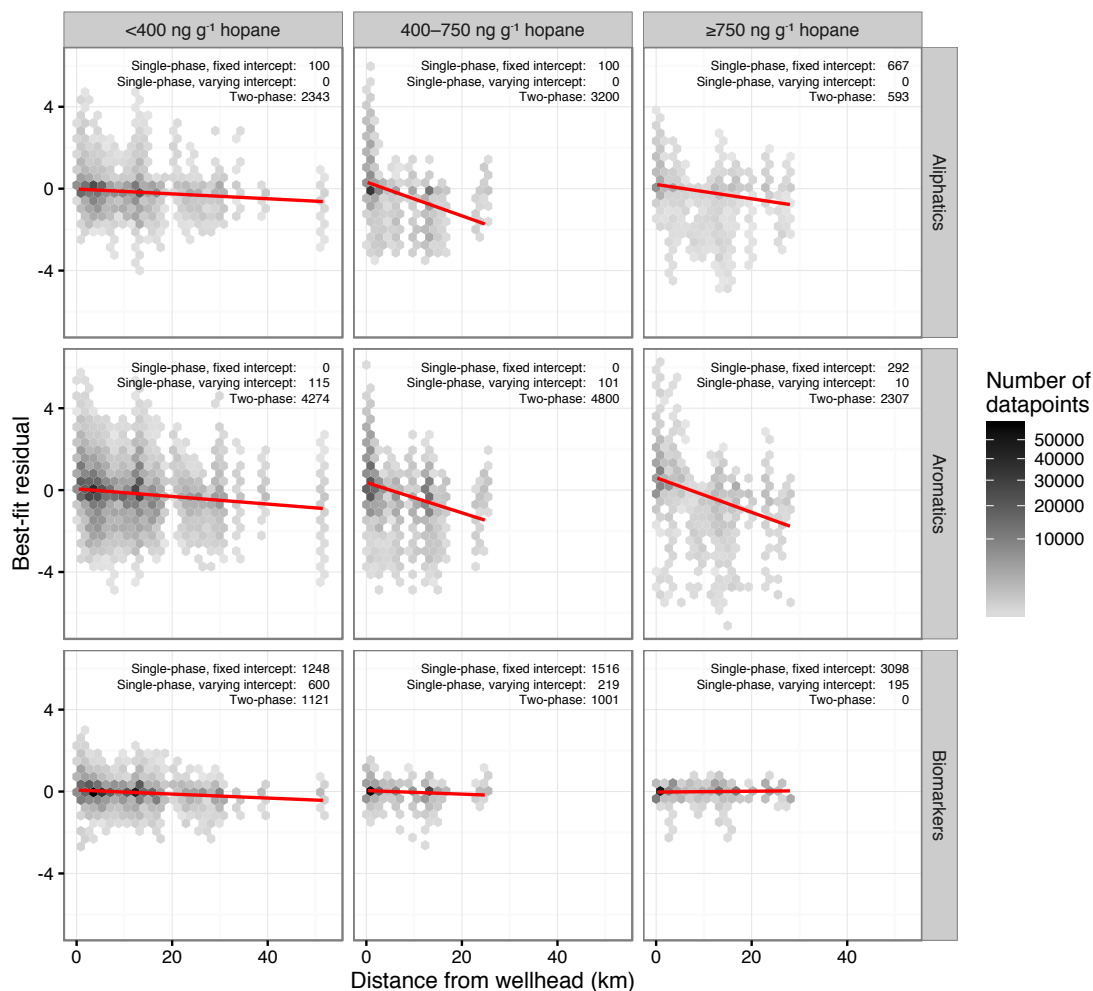 <400 ng g⁻¹ hopane
400–750 ng g⁻¹ hopane
≥750 ng g⁻¹ hopane
Single-phase, fixed intercept: 100
Single-phase, varying intercept: 0
Two-phase: 2343
Single-phase, fixed intercept: 100
Single-phase, varying intercept: 0
Two-phase: 3200
Single-phase, fixed intercept: 667
Single-phase, varying intercept: 0
Two-phase: 593
Aliphatics
4
0
-4
Single-phase, fixed intercept: 0
Single-phase, varying intercept: 115
Two-phase: 4274
Single-phase, fixed intercept: 0
Single-phase, varying intercept: 101
Two-phase: 4800
Single-phase, fixed intercept: 292
Single-phase, varying intercept: 10
Two-phase: 2307
Aromatics
4
0
-4
Best-fit residual
Single-phase, fixed intercept: 1248
Single-phase, varying intercept: 600
Two-phase: 1121
Single-phase, fixed intercept: 1516
Single-phase, varying intercept: 219
Two-phase: 1001
Single-phase, fixed intercept: 3098
Single-phase, varying intercept: 195
Two-phase: 0
Biomarkers
4
0
-4
0 20 40
0 20 40
0 20 40
Distance from wellhead (km)
Number of
datapoints
50000
40000
30000
20000
10000